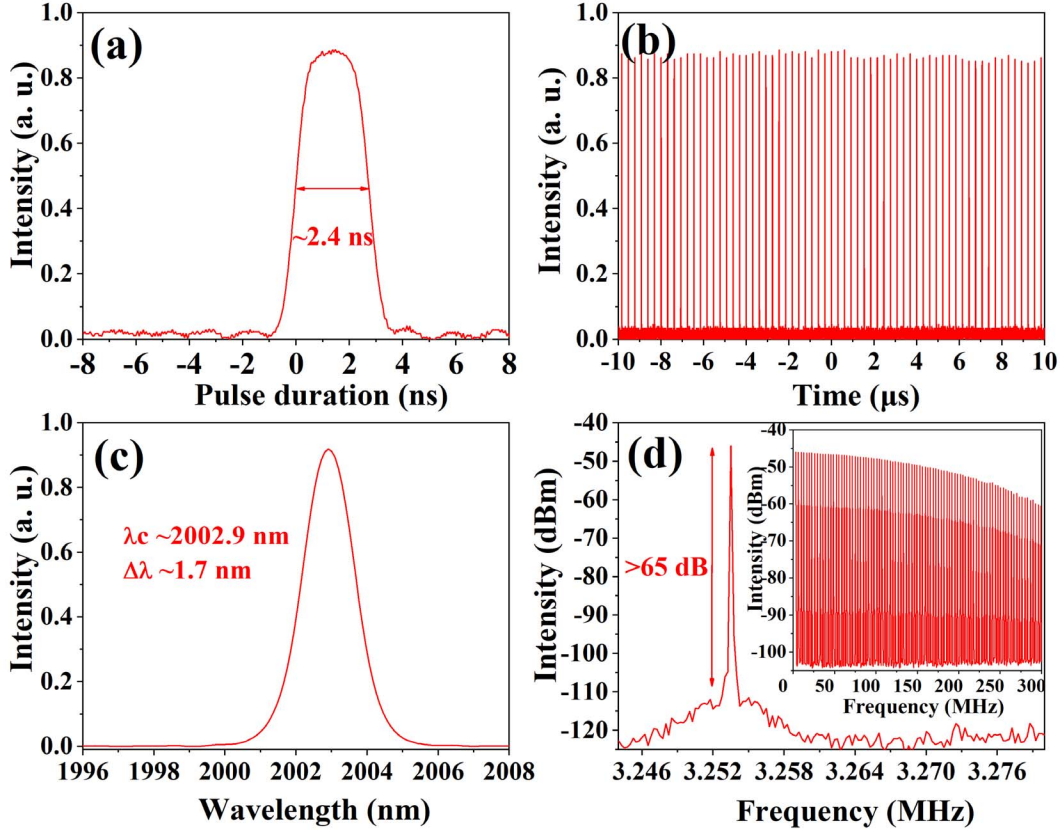 (a)
Intensity (a. u.)
1.0
0.8
0.6
0.4
0.2
0.0
~2.4 ns
-8 -6 -4 -2 0 2 4 6 8
Pulse duration (ns)
(b)
Intensity (a. u.)
1.0
0.8
0.6
0.4
0.2
0.0
-10 -8 -6 -4 -2 0 2 4 6 8 10
Time (μs)
(c)
Intensity (a. u.)
1.0
0.8
0.6
0.4
0.2
0.0
λc ~2002.9 nm
Δλ ~1.7 nm
1996 1998 2000 2002 2004 2006 2008
Wavelength (nm)
(d)
Intensity (dBm)
-40
-50
-60
-70
-80
-90
-100
-110
-120
>65 dB
3.246 3.252 3.258 3.264 3.270 3.276
Frequency (MHz)
Intensity (dBm)
-40
-50
-60
-70
-80
-90
-100
0 50 100 150 200 250 300
Frequency (MHz)